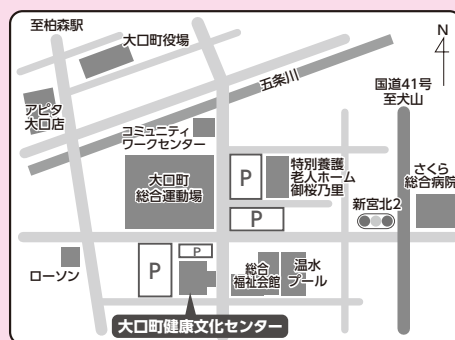 至柏森駅
大口町役場
N
五条川
国道41号
至犬山
アピタ
大口店
コミュニティ
ワークセンター
大口町
総合運動場
P
特別養護
老人ホーム
御桜乃里
さくら
総合病院
新宮北2
P
P
P
ローソン
総合
福祉会館
温水
プール
大口町健康文化センター